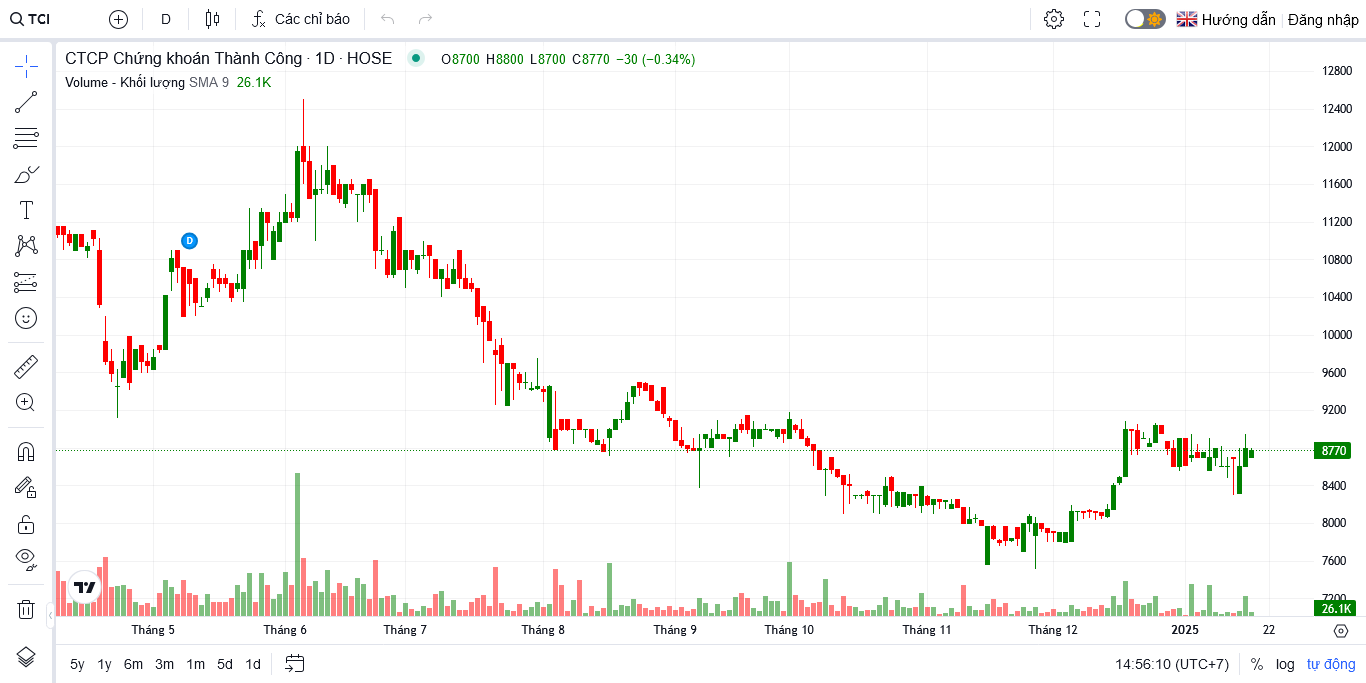 TCI D Các chỉ báo Hướng dẫn Đăng nhập
CTCP Chứng khoán Thành Công · 1D · HOSE O8700 H8800 L8700 C8770 −30 (−0.34%)
Volume - Khối lượng SMA 9 26.1K
12800
12400
12000
11600
11200
D
10800
10400
10000
9600
9200
8770
8400
8000
7600
7200
26.1K
Tháng 5 Tháng 6 Tháng 7 Tháng 8 Tháng 9 Tháng 10 Tháng 11 Tháng 12 2025 22
5y 1y 6m 3m 1m 5d 1d 14:56:10 (UTC+7) % log tự động